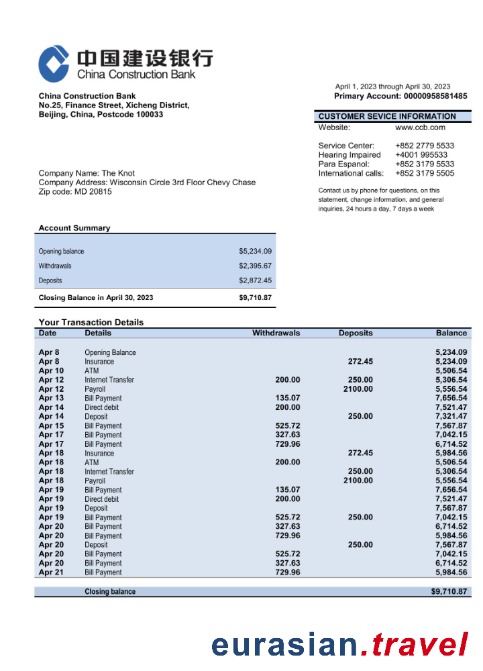 中国建设银行
China Construction Bank
China Construction Bank
No.25, Finance Street, Xicheng District,
Beijing, China, Postcode 100033
April 1, 2023 through April 30, 2023
Primary Account: 00000958581485
CUSTOMER SEVICE INFORMATION
Website: www.ccb.com
Service Center: +852 2779 5533
Hearing Impaired +4001 995533
Para Espanol: +852 3179 5533
International calls: +852 3179 5505
Contact us by phone for questions, on this
statement, change information, and general
inquiries, 24 hours a day, 7 days a week
Company Name: The Knot
Company Address: Wisconsin Circle 3rd Floor Chevy Chase
Zip code: MD 20815
Account Summary
Opening balance $5,234.09
Withdrawals $2,395.67
Deposits $2,872.45
Closing Balance in April 30, 2023 $9,710.87
Your Transaction Details
Date Details Withdrawals Deposits Balance
Apr 8 Opening Balance 5,234.09
Apr 8 Insurance 272.45 5,234.09
Apr 10 ATM 5,506.54
Apr 12 Internet Transfer 200.00 250.00 5,306.54
Apr 12 Payroll 2100.00 5,556.54
Apr 13 Bill Payment 135.07 7,656.54
Apr 14 Direct debit 200.00 7,521.47
Apr 14 Deposit 250.00 7,321.47
Apr 15 Bill Payment 525.72 7,567.87
Apr 17 Bill Payment 327.63 7,042.15
Apr 17 Bill Payment 729.96 6,714.52
Apr 18 Insurance 272.45 5,984.56
Apr 18 ATM 200.00 5,506.54
Apr 18 Internet Transfer 250.00 5,306.54
Apr 18 Payroll 2100.00 5,556.54
Apr 19 Bill Payment 135.07 7,656.54
Apr 19 Direct debit 200.00 7,521.47
Apr 19 Deposit 7,567.87
Apr 19 Bill Payment 525.72 250.00 7,042.15
Apr 20 Bill Payment 327.63 6,714.52
Apr 20 Bill Payment 729.96 5,984.56
Apr 20 Deposit 250.00 7,567.87
Apr 20 Bill Payment 525.72 7,042.15
Apr 20 Bill Payment 327.63 6,714.52
Apr 21 Bill Payment 729.96 5,984.56
Closing balance $9,710.87
eurasian.travel